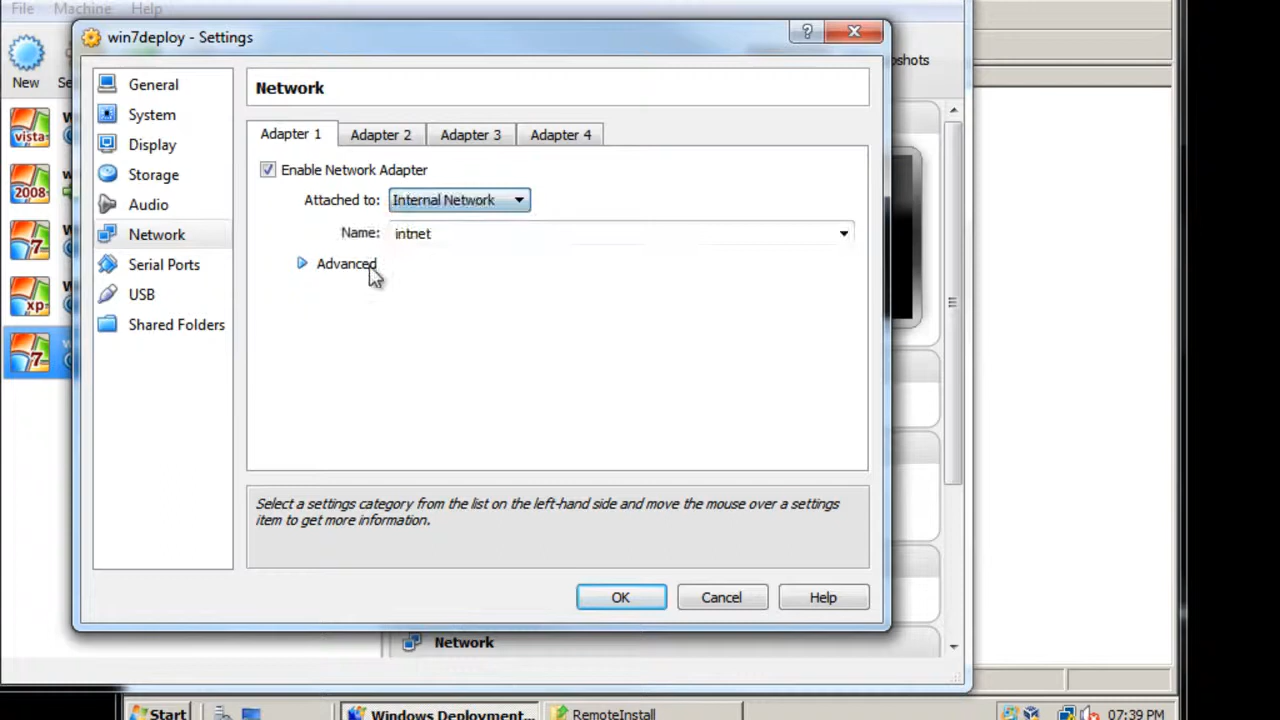 File Machine Help
win7deploy - Settings
?
New
pshots
vista
2008
7
xp
7
General
System
Display
Storage
Audio
Network
Serial Ports
USB
Shared Folders
Network
Adapter 1 Adapter 2 Adapter 3 Adapter 4
Enable Network Adapter
Attached to: Internal Network
Name: intnet
Advanced
Select a settings category from the list on the left-hand side and move the mouse over a settings
item to get more information.
OK Cancel Help
Network
Start Windows Deployment... RemoteInstall 07:39 PM